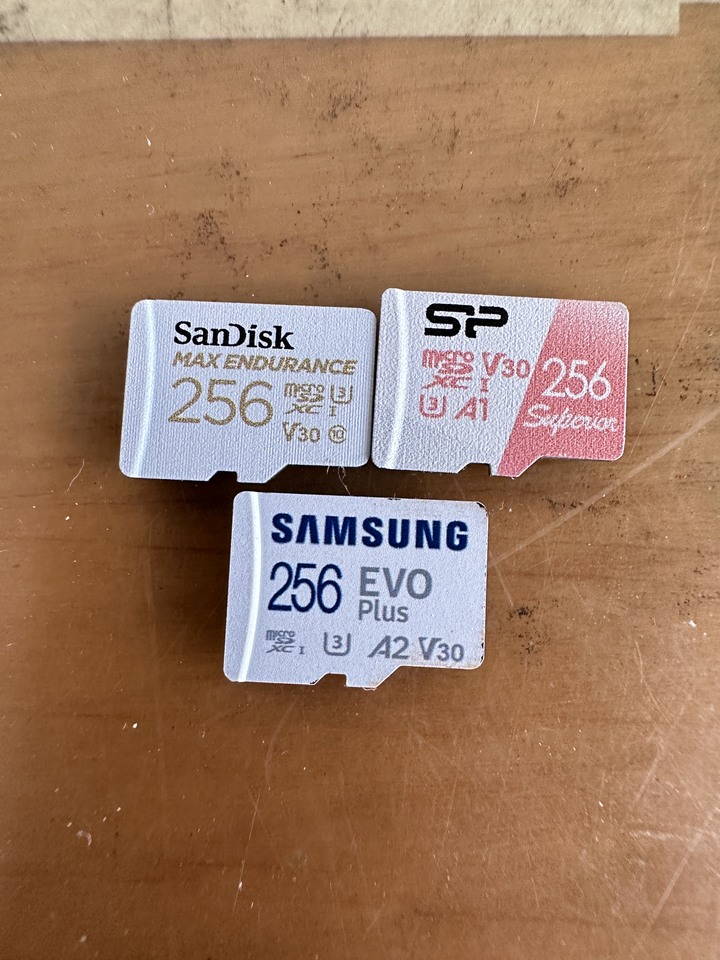 SanDisk
MAX ENDURANCE
256 micro SD XC I U3
V30 10
SP
micro SD XC I V30
U3 A1
256
Superior
SAMSUNG
256 EVO Plus
micro SD XC I U3 A2 V30